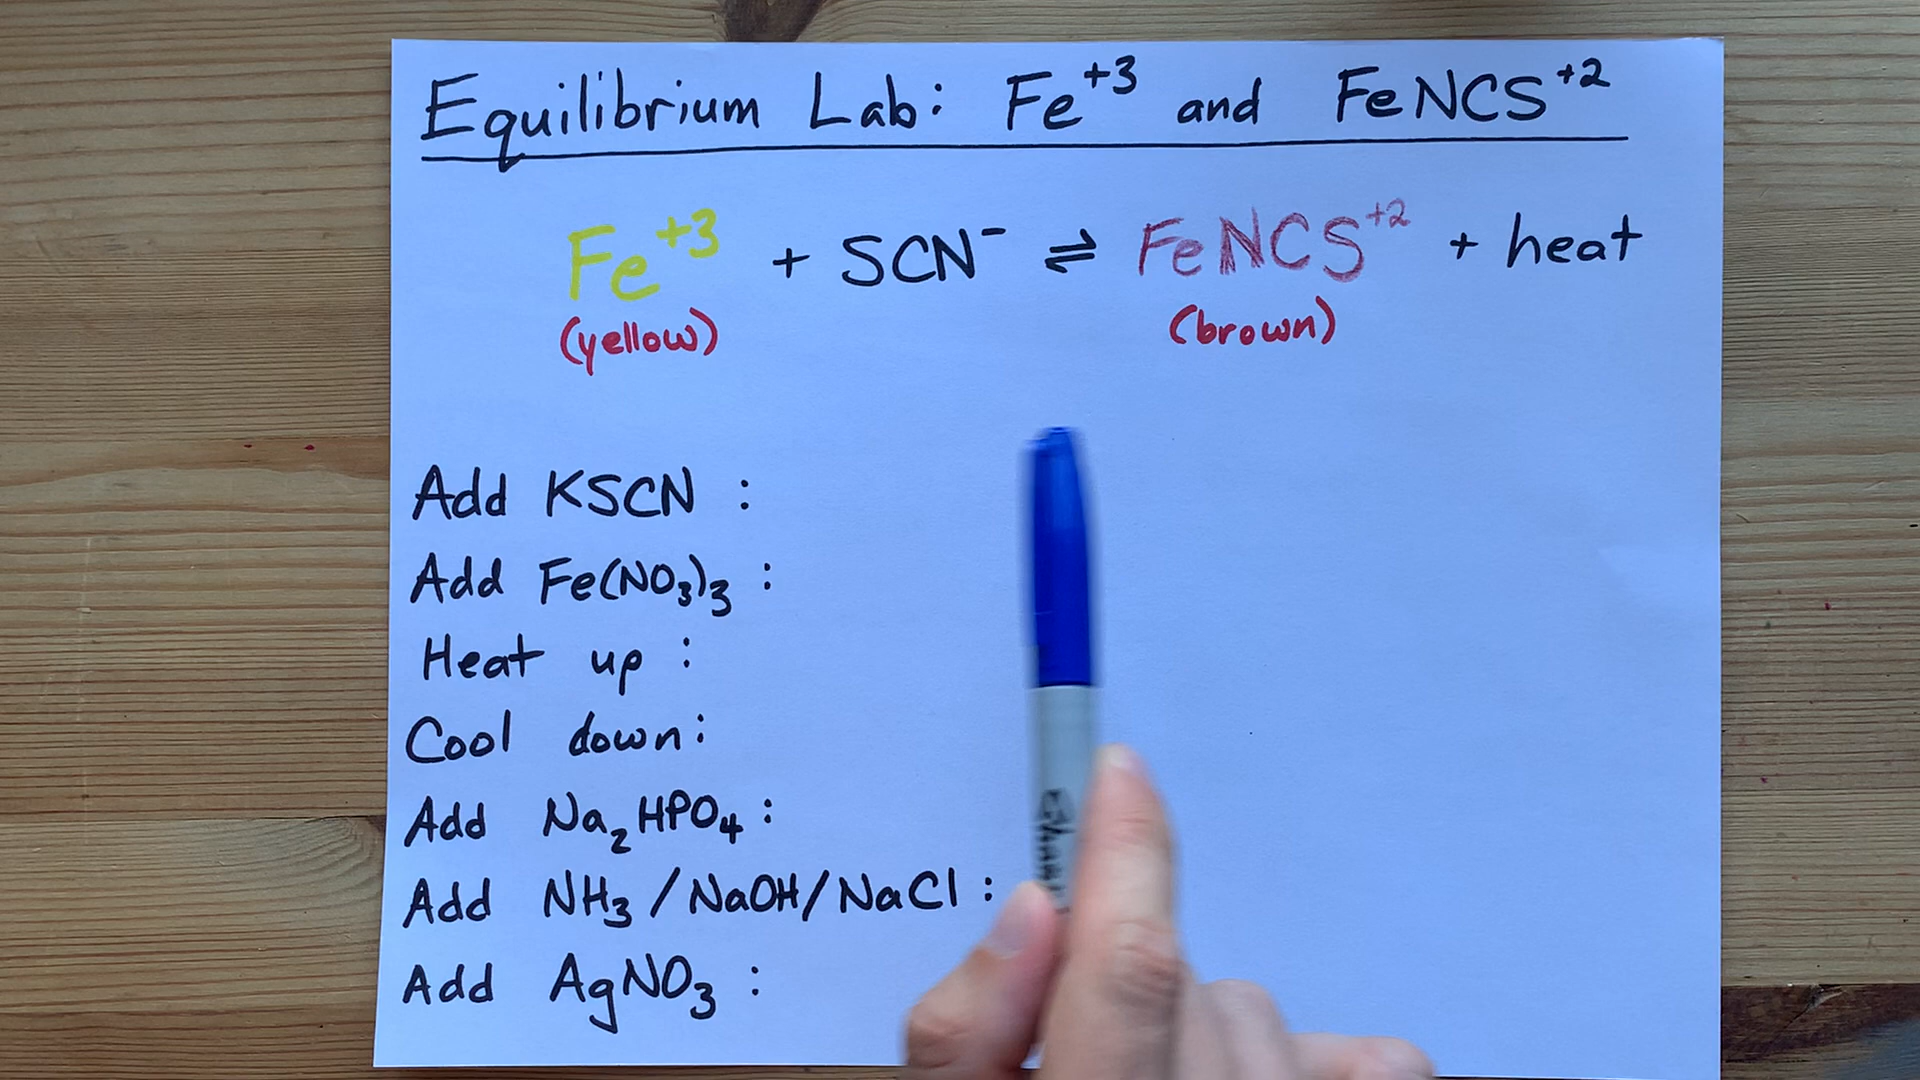 Equilibrium Lab: Fe⁺³ and FeNCS⁺²
Fe⁺³ + SCN⁻ ⇌ FeNCS⁺² + heat
(yellow) (brown)
Add KSCN :
Add Fe(NO₃)₃ :
Heat up :
Cool down :
Add Na₂HPO₄ :
Add NH₃/NaOH/NaCl :
Add AgNO₃ :